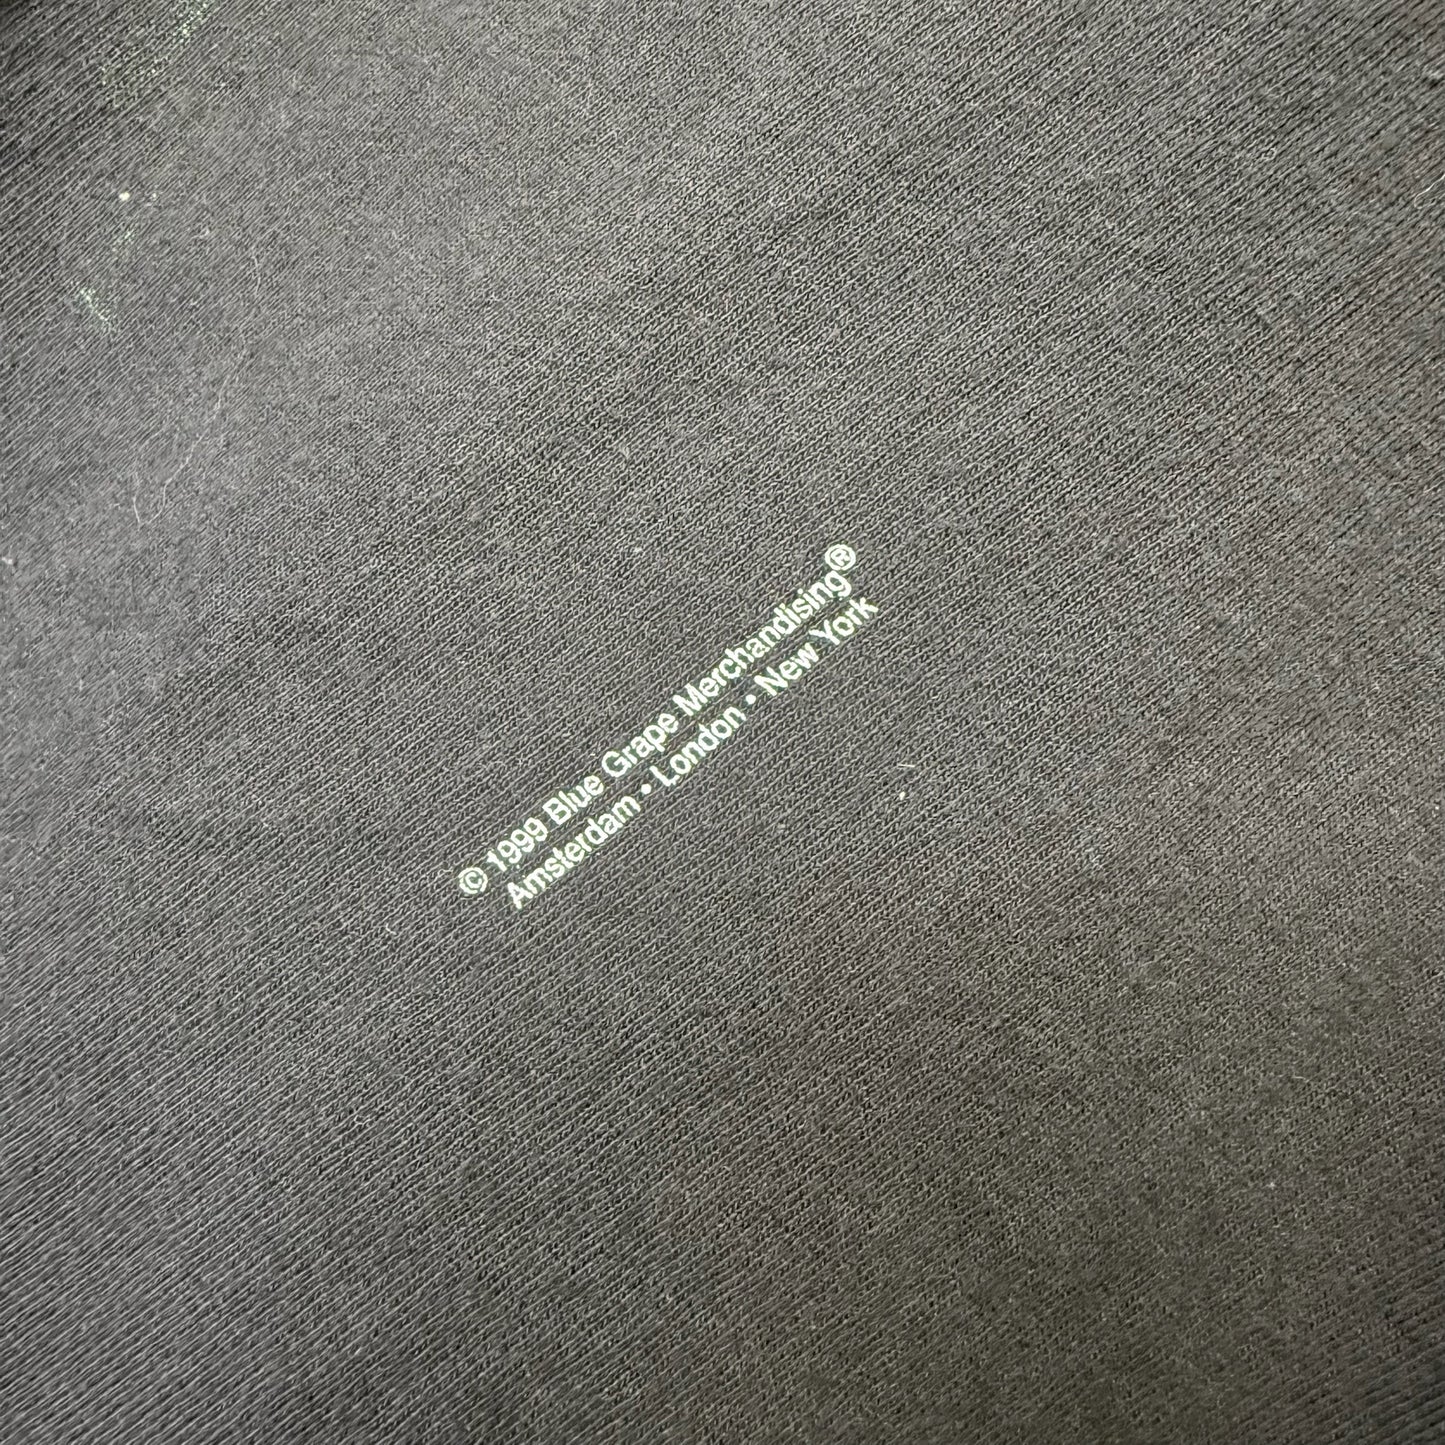 © 1999 Blue Grape Merchandising®
Amsterdam • London • New York